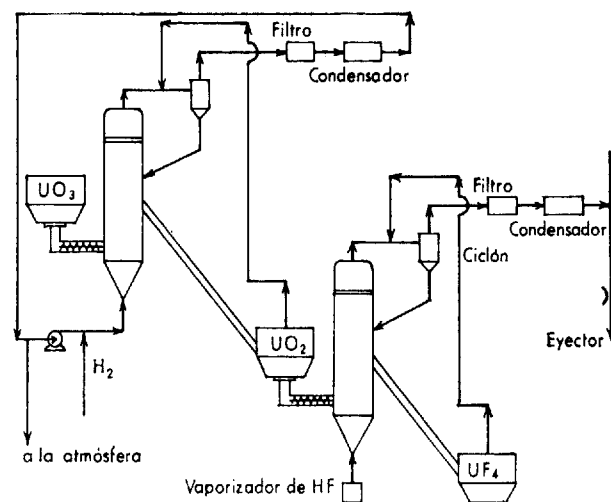 Filtro
Condensador
UO₃
Filtro
Condensador
Ciclón
UO₂
Eyector
H₂
a la atmósfera
UF₄
Vaporizador de HF